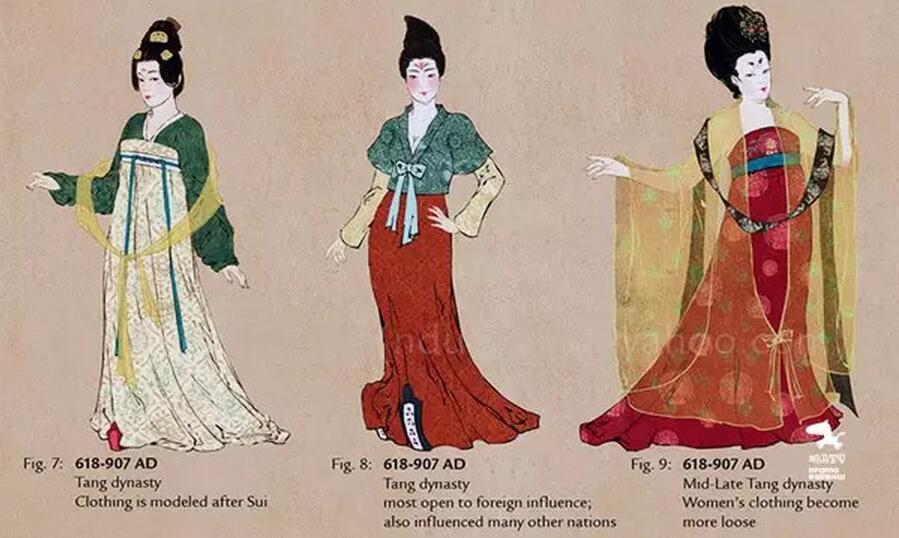 Fig. 7: 618-907 AD
Tang dynasty
Clothing is modeled after Sui
Fig. 8: 618-907 AD
Tang dynasty
most open to foreign influence;
also influenced many other nations
Fig. 9: 618-907 AD
Mid-Late Tang dynasty
Women's clothing become
more loose